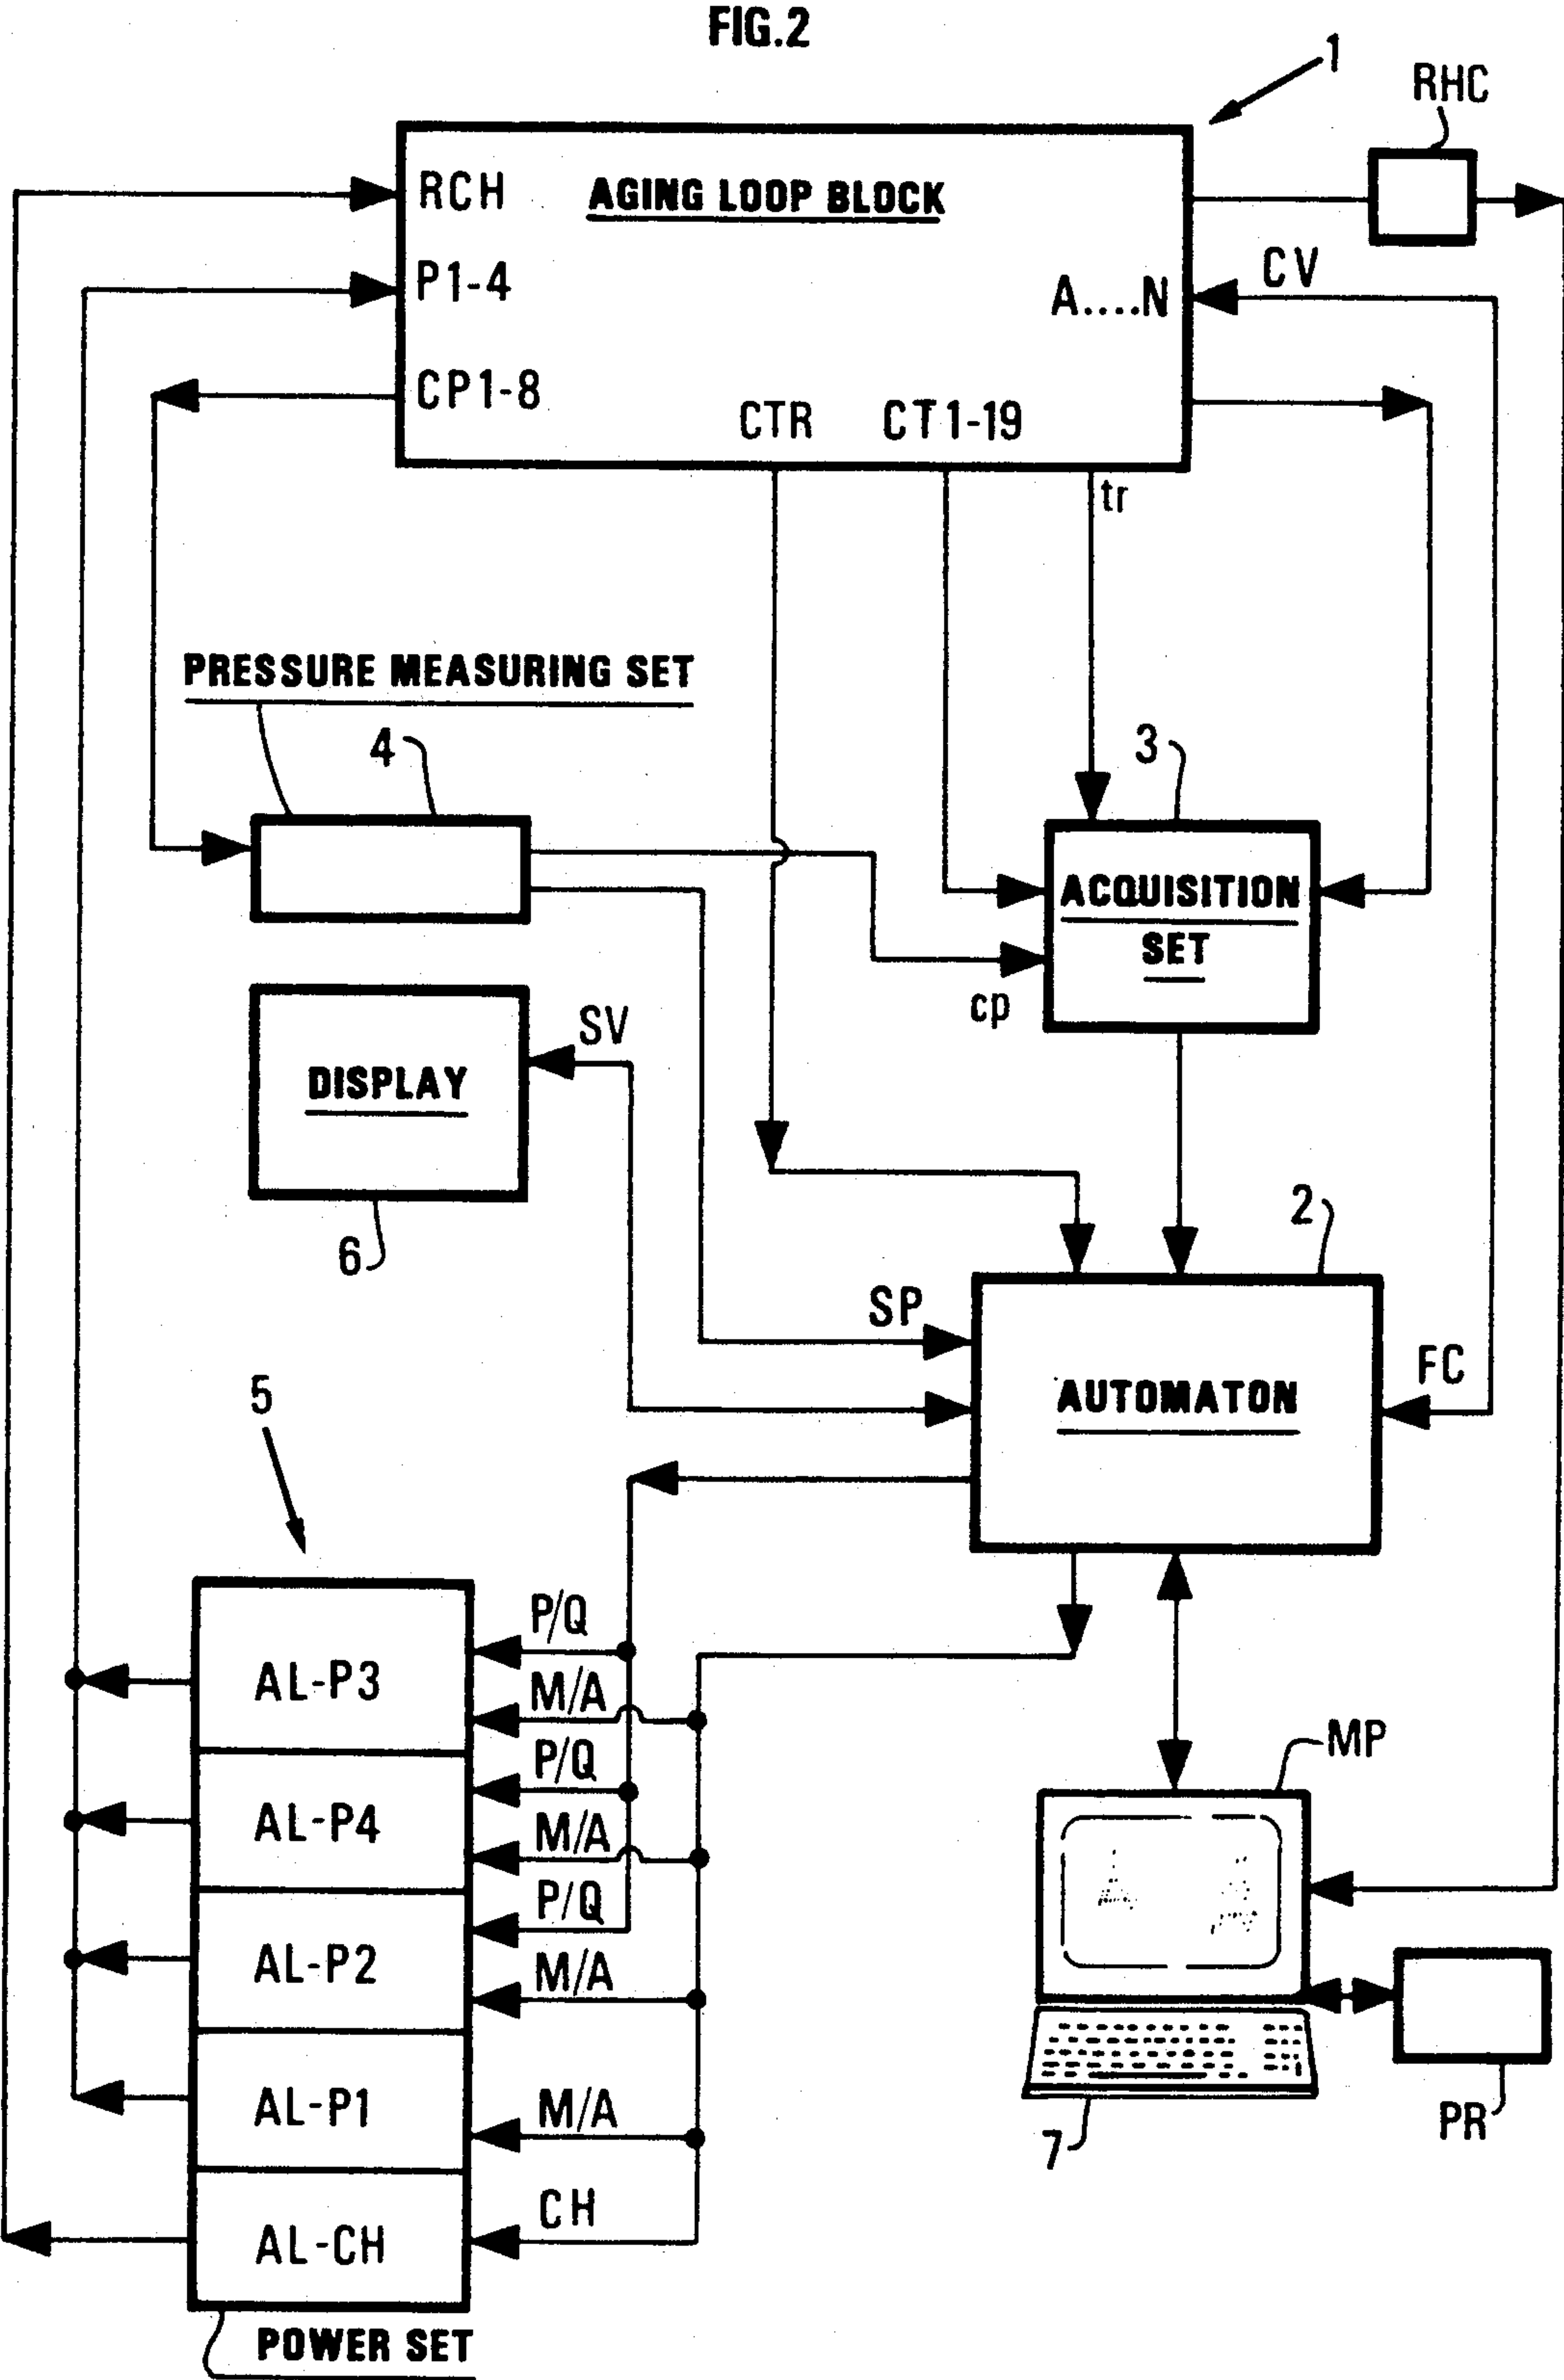 FIG.2
1
RHC
RCH
AGING LOOP BLOCK
P1-4
A....N
CV
CP1-8
CTR
CT1-19
tr
PRESSURE MEASURING SET
4
3
ACQUISITION
SET
cp
SV
DISPLAY
6
2
SP
FC
AUTOMATON
5
P/Q
AL-P3
M/A
P/Q
MP
AL-P4
M/A
P/Q
AL-P2
M/A
AL-P1
M/A
PR
7
CH
AL-CH
POWER SET